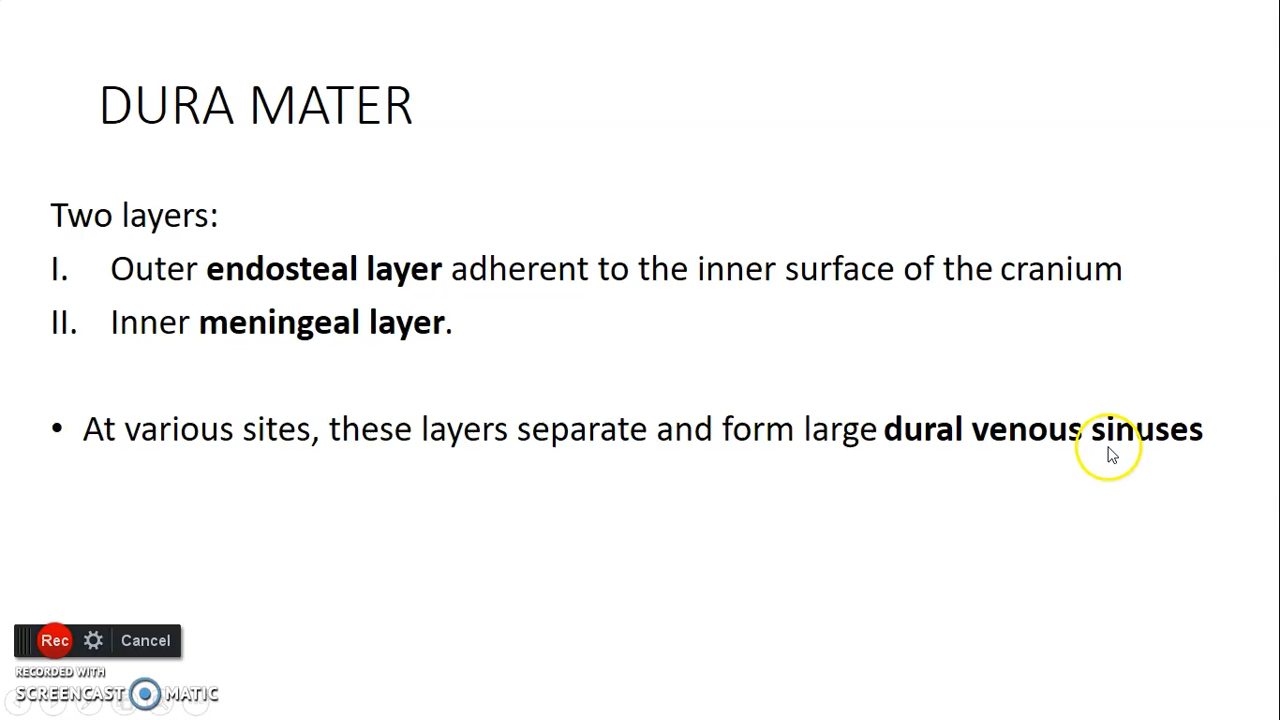 DURA MATER
Two layers:
I. Outer endosteal layer adherent to the inner surface of the cranium
II. Inner meningeal layer.
• At various sites, these layers separate and form large dural venous sinuses
Rec Cancel
RECORDED WITH
SCREENCAST MATIC